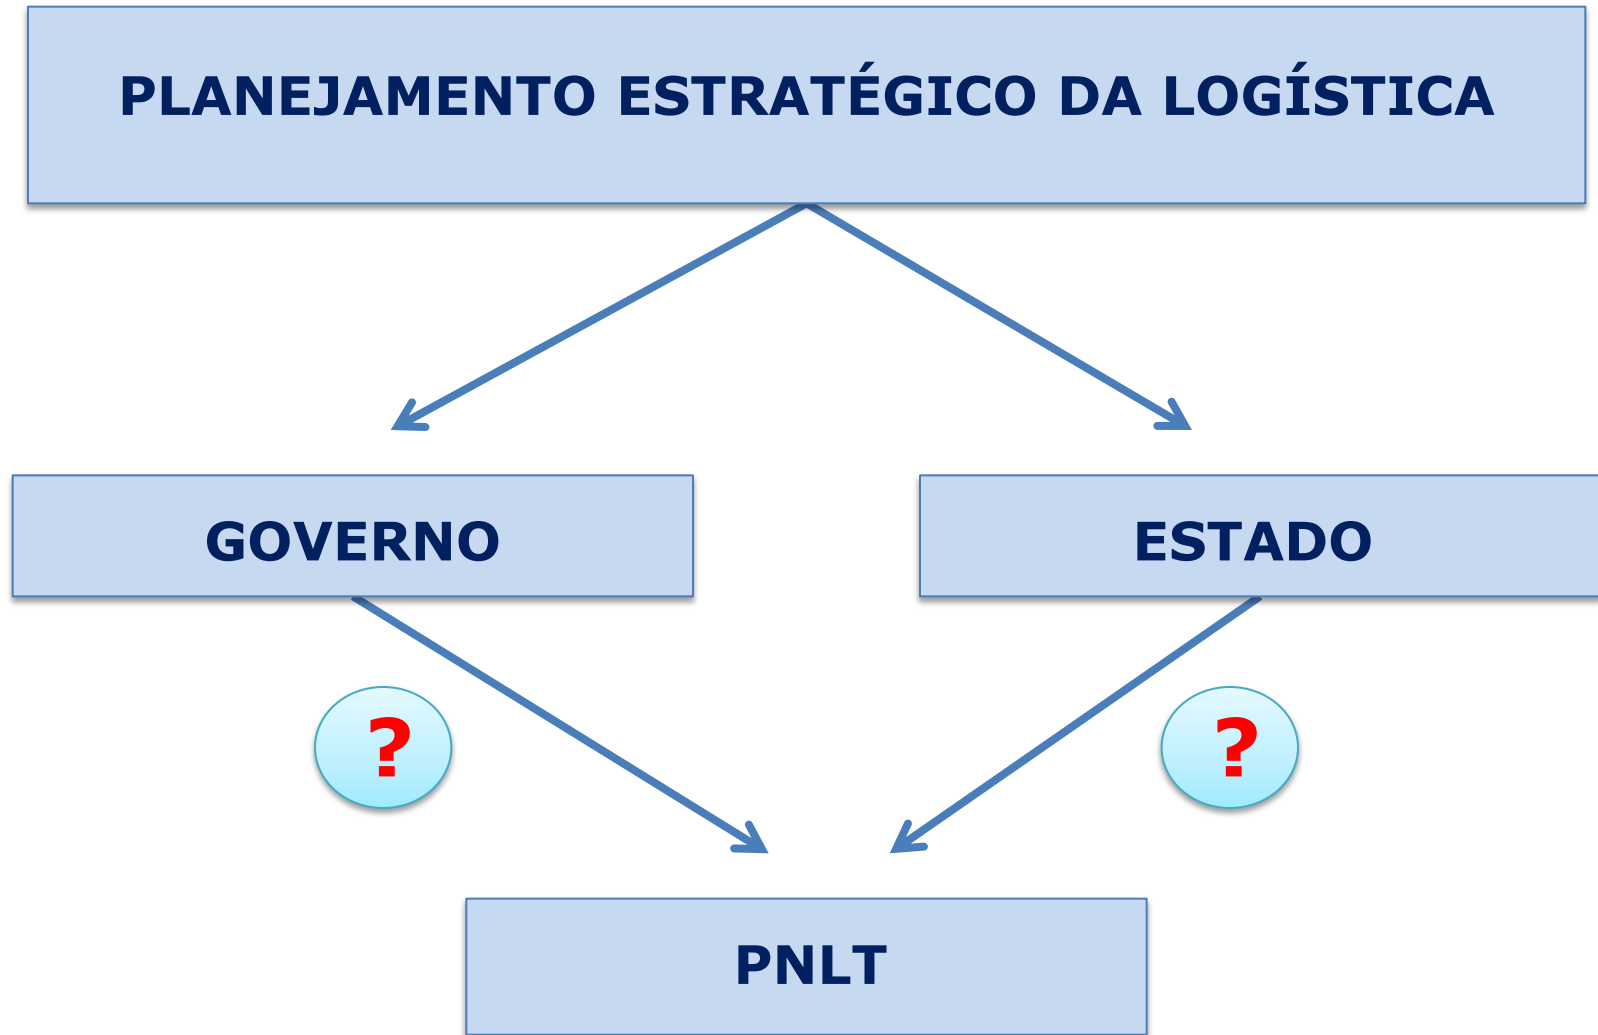 PLANEJAMENTO ESTRATÉGICO DA LOGÍSTICA
GOVERNO
ESTADO
?
?
PNLT